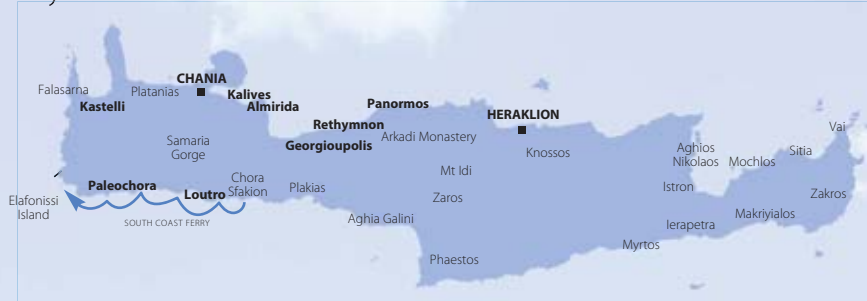 CHANIA
Falasarna
Platanias
Kalives
Kastelli
Almirida
Panormos
HERAKLION
Rethymnon
Arkadi Monastery
Georgioupolis
Samaria
Gorge
Knossos
Vai
Aghios
Nikolaos
Mochlos
Sitia
Mt Idi
Chora
Sfakion
Paleochora
Loutro
Plakias
Istron
Zakros
Elafonissi
Island
Zaros
SOUTH COAST FERRY
Aghia Galini
Makriyialos
Ierapetra
Myrtos
Phaestos